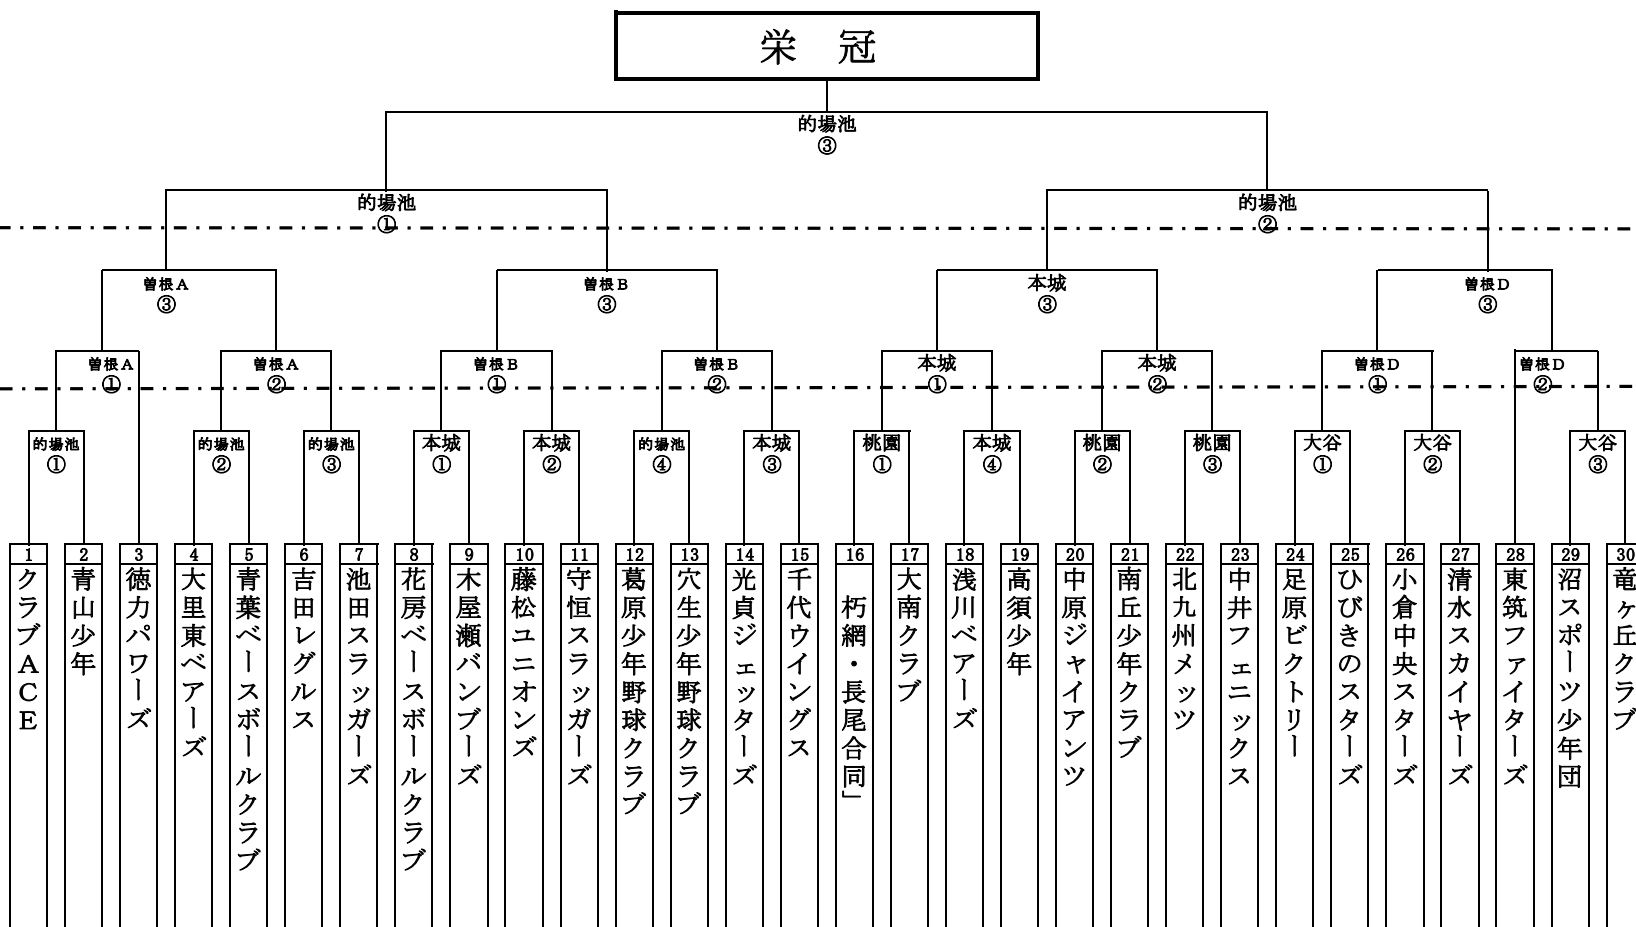 栄 冠
的場池
③
的場池
①
的場池
②
曽根A
③
曽根B
③
本城
③
曽根D
③
曽根A
①
曽根A
②
曽根B
①
曽根B
②
本城
①
本城
②
曽根D
①
曽根D
②
的場池
①
的場池
②
的場池
③
本城
①
本城
②
的場池
④
本城
③
桃園
①
本城
④
桃園
②
桃園
③
大谷
①
大谷
②
大谷
③
1
クラブACE
2
青山少年
3
徳力パワーズ
4
大里東ベアーズ
5
青葉ベースボールクラブ
6
吉田レグルス
7
池田スラッガーズ
8
花房ベースボールクラブ
9
木屋瀬バンブーズ
10
藤松ユニオンズ
11
守恒スラッガーズ
12
葛原少年野球クラブ
13
穴生少年野球クラブ
14
光貞ジェッターズ
15
千代ウイングス
16
朽網・長尾合同」
17
大南クラブ
18
浅川ベアーズ
19
高須少年
20
中原ジャイアンツ
21
南丘少年クラブ
22
北九州メッツ
23
中井フェニックス
24
足原ビクトリー
25
ひびきのスターズ
26
小倉中央スターズ
27
清水スカイヤーズ
28
東筑ファイターズ
29
沼スポーツ少年団
30
竜ヶ丘クラブ